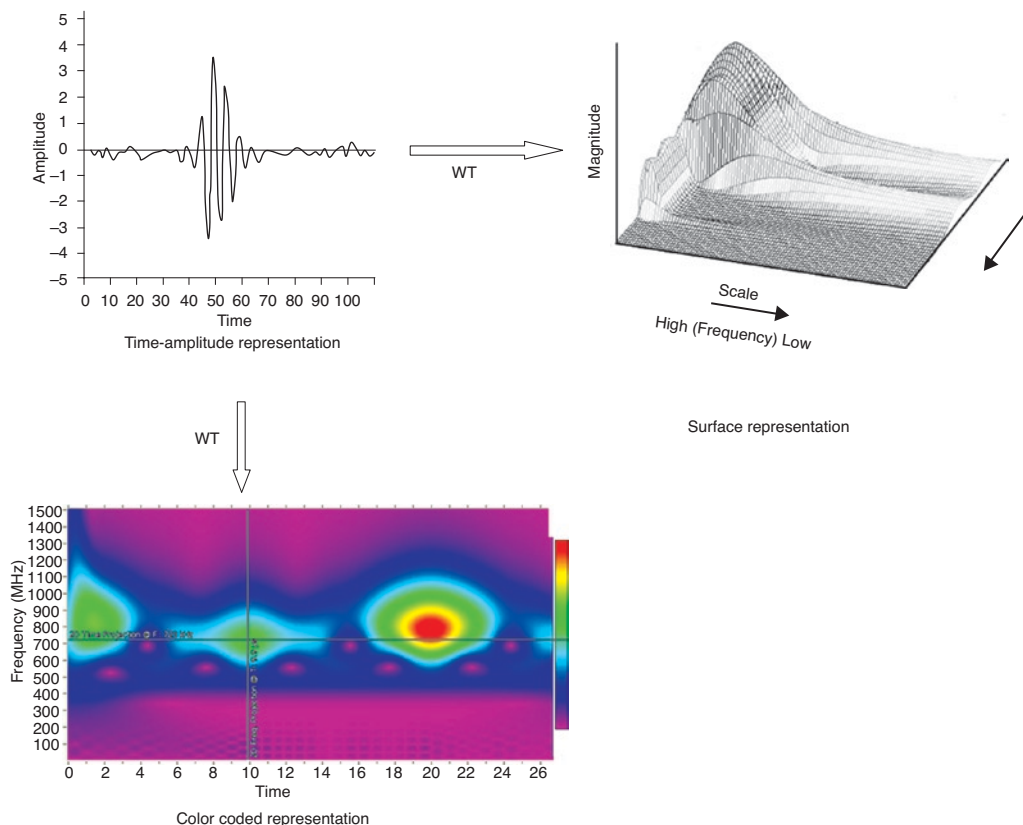 5
4
3
2
1
0
–1
–2
–3
–4
–5
Amplitude
0 10 20 30 40 50 60 70 80 90 100
Time
Time-amplitude representation
WT
Magnitude
Scale
High (Frequency) Low
Surface representation
WT
1500
1400
1300
1200
1100
1000
900
800
700
600
500
400
300
200
100
Frequency (MHz)
2D Time Projection @ F
0 2 4 6 8 10 12 14 16 18 20 22 24 26
Time
Color coded representation